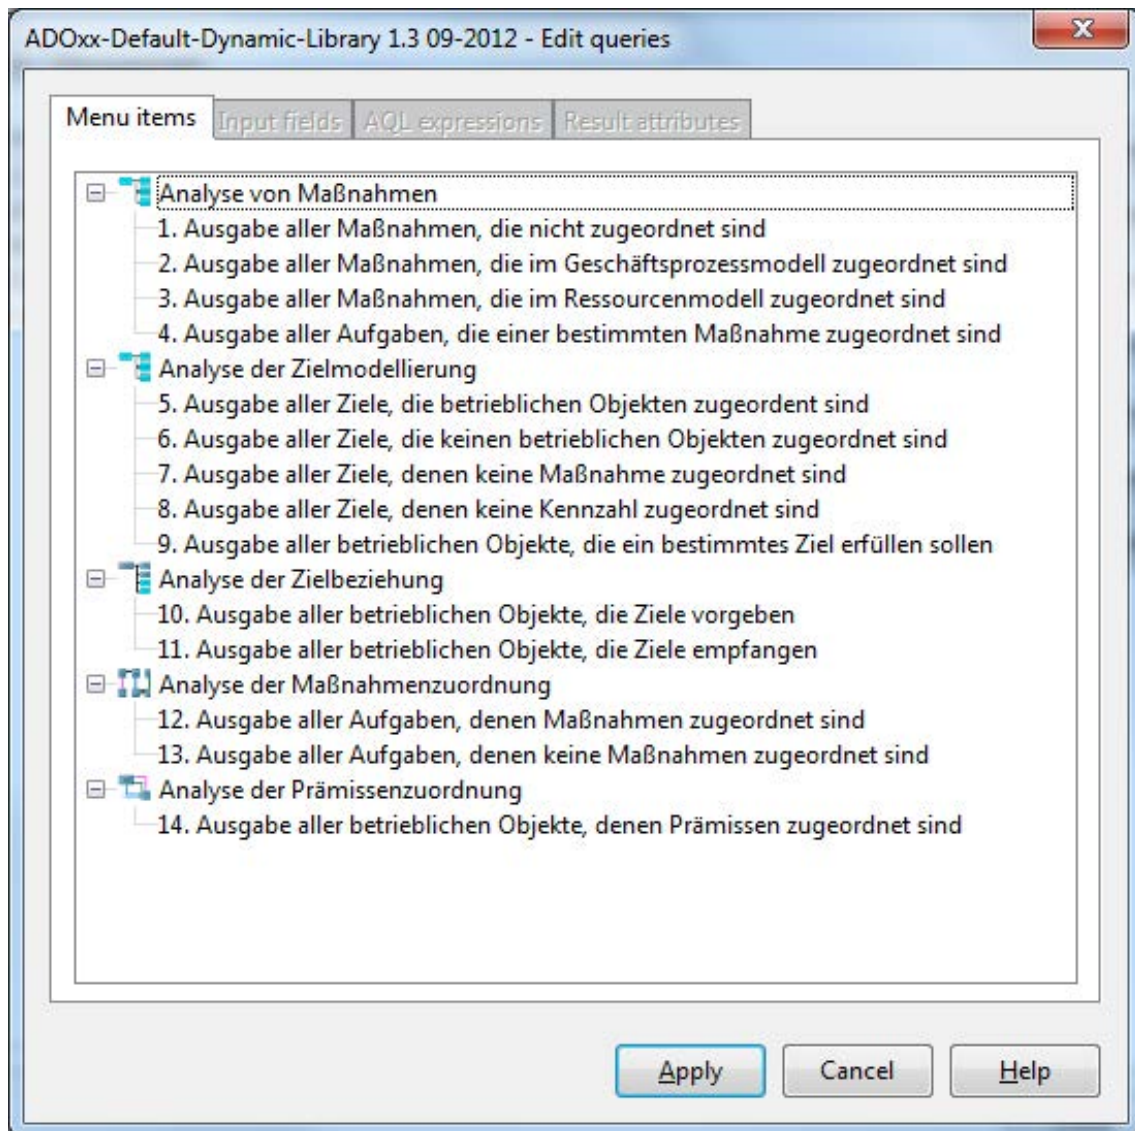 ADOxx-Default-Dynamic-Library 1.3 09-2012 - Edit queries
Menu items Input fields AQL expressions Result attributes
Analyse von Maßnahmen
1. Ausgabe aller Maßnahmen, die nicht zugeordnet sind
2. Ausgabe aller Maßnahmen, die im Geschäftsprozessmodell zugeordnet sind
3. Ausgabe aller Maßnahmen, die im Ressourcenmodell zugeordnet sind
4. Ausgabe aller Aufgaben, die einer bestimmten Maßnahme zugeordnet sind
Analyse der Zielmodellierung
5. Ausgabe aller Ziele, die betrieblichen Objekten zugeordent sind
6. Ausgabe aller Ziele, die keinen betrieblichen Objekten zugeordnet sind
7. Ausgabe aller Ziele, denen keine Maßnahme zugeordnet sind
8. Ausgabe aller Ziele, denen keine Kennzahl zugeordnet sind
9. Ausgabe aller betrieblichen Objekte, die ein bestimmtes Ziel erfüllen sollen
Analyse der Zielbeziehung
10. Ausgabe aller betrieblichen Objekte, die Ziele vorgeben
11. Ausgabe aller betrieblichen Objekte, die Ziele empfangen
Analyse der Maßnahmenzuordnung
12. Ausgabe aller Aufgaben, denen Maßnahmen zugeordnet sind
13. Ausgabe aller Aufgaben, denen keine Maßnahmen zugeordnet sind
Analyse der Prämissenzuordnung
14. Ausgabe aller betrieblichen Objekte, denen Prämissen zugeordnet sind
Apply Cancel Help